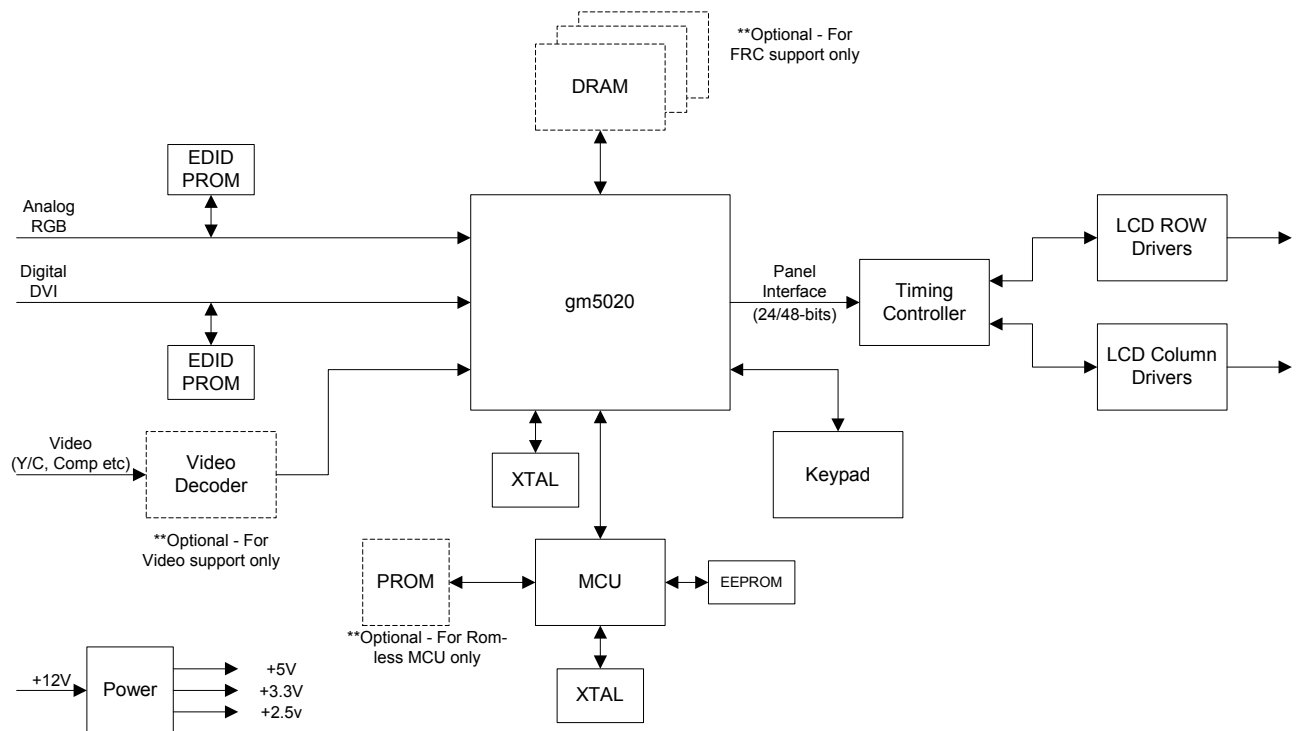 **Optional - For
FRC support only
DRAM
EDID
PROM
Analog
RGB
LCD ROW
Drivers
Digital
DVI
gm5020
Panel
Interface
(24/48-bits)
Timing
Controller
EDID
PROM
LCD Column
Drivers
Video
(Y/C, Comp etc)
Video
Decoder
XTAL
Keypad
**Optional - For
Video support only
PROM
MCU
EEPROM
**Optional - For Rom-
less MCU only
XTAL
+12V
Power
+5V
+3.3V
+2.5v